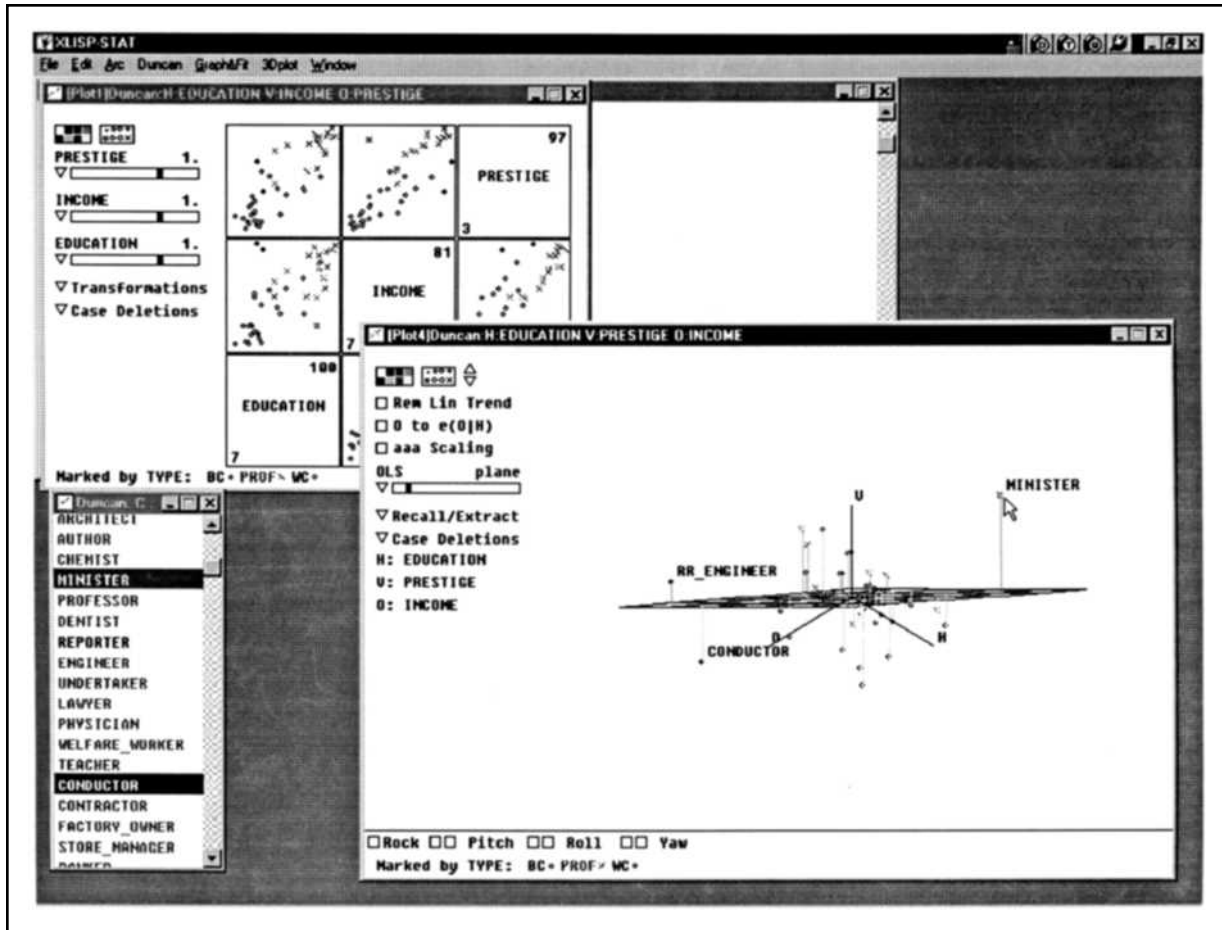 XLISP-STAT
File Edit Arc Duncan Graph&Fit 3Dplot Window
[Plot1]Duncan:H:EDUCATION V:INCOME O:PRESTIGE
PRESTIGE 1.
INCOME 1.
EDUCATION 1.
Transformations
Case Deletions
97
PRESTIGE
3
81
INCOME
7
100
EDUCATION
7
Marked by TYPE: BC PROF WC
Duncan, C
ARCHITECT
AUTHOR
CHEMIST
MINISTER
PROFESSOR
DENTIST
REPORTER
ENGINEER
UNDERTAKER
LAWYER
PHYSICIAN
WELFARE_WORKER
TEACHER
CONDUCTOR
CONTRACTOR
FACTORY_OWNER
STORE_MANAGER
BANKER
[Plot4]Duncan:H:EDUCATION V:PRESTIGE O:INCOME
Rem Lin Trend
O to e(O|H)
aaa Scaling
OLS plane
Recall/Extract
Case Deletions
H: EDUCATION
V: PRESTIGE
O: INCOME
V
MINISTER
RR_ENGINEER
O
H
CONDUCTOR
Rock Pitch Roll Yaw
Marked by TYPE: BC PROF WC